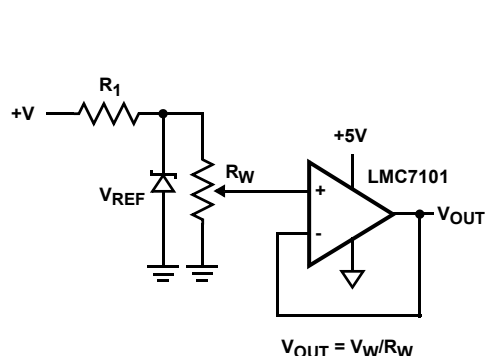 R1
+V
+5V
RW
LMC7101
VREF
+
-
VOUT
VOUT = VW/RW